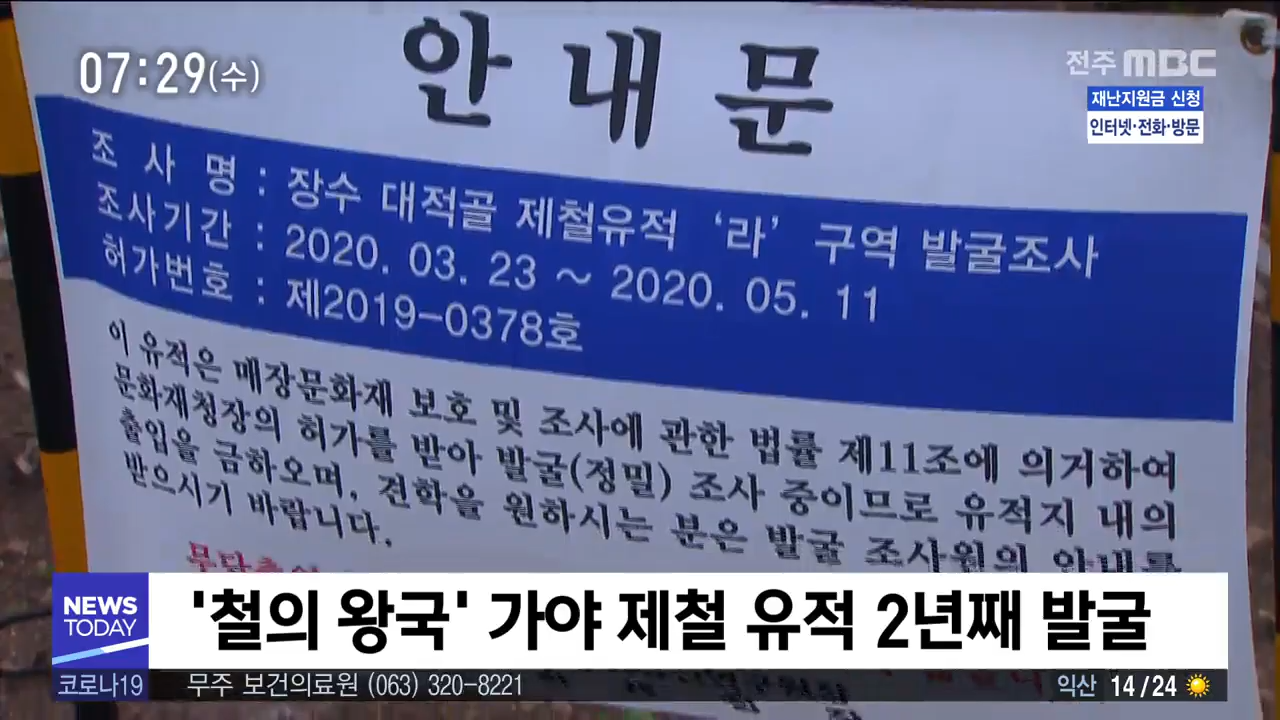 07:29(수)
전주 MBC
재난지원금 신청
인터넷·전화·방문
안내문
조 사 명 : 장수 대적골 제철유적 ‘라’ 구역 발굴조사
조사기간 : 2020. 03. 23 ~ 2020. 05. 11
허가번호 : 제2019-0378호
이 유적은 매장문화재 보호 및 조사에 관한 법률 제11조에 의거하여
문화재청장의 허가를 받아 발굴(정밀) 조사 중이므로 유적지 내의
출입을 금하오며, 견학을 원하시는 분은 발굴 조사원의 안내를
받으시기 바랍니다.
NEWS
TODAY
'철의 왕국' 가야 제철 유적 2년째 발굴
코로나19
무주 보건의료원 (063) 320-8221
익산 14/24